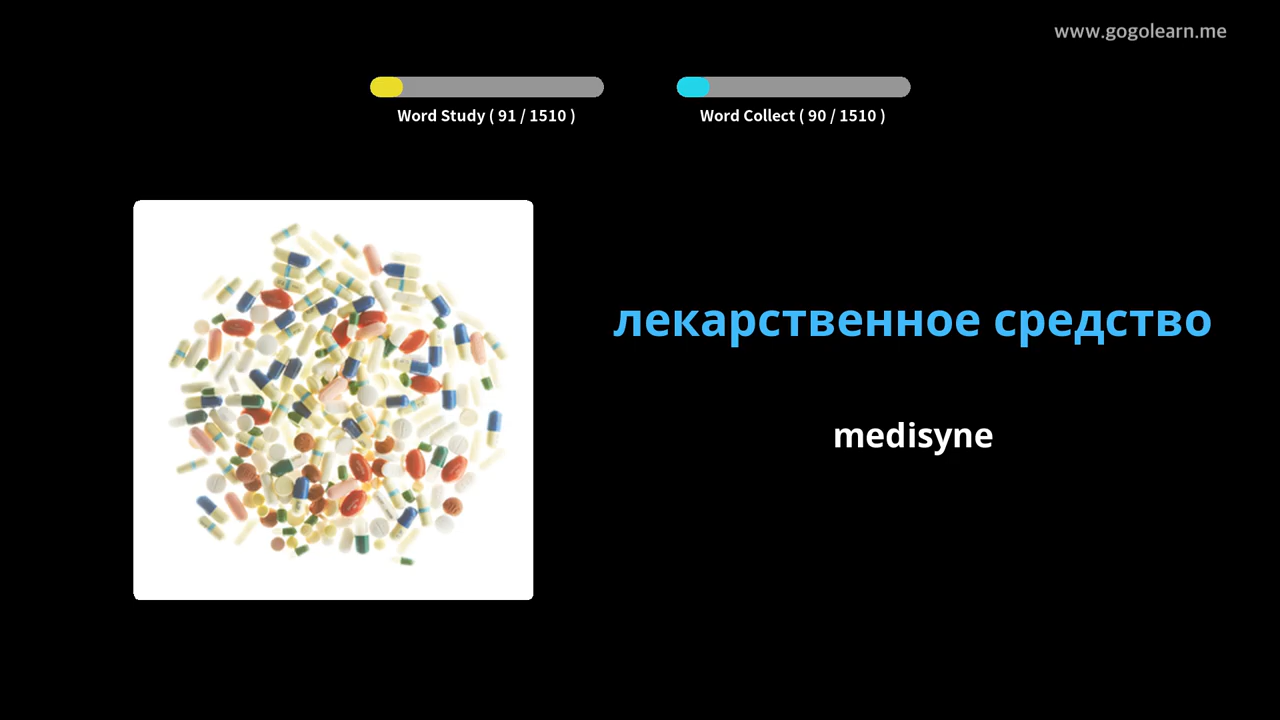 www.gogolearn.me
Word Study ( 91 / 1510 )
Word Collect ( 90 / 1510 )
лекарственное средство
medisyne